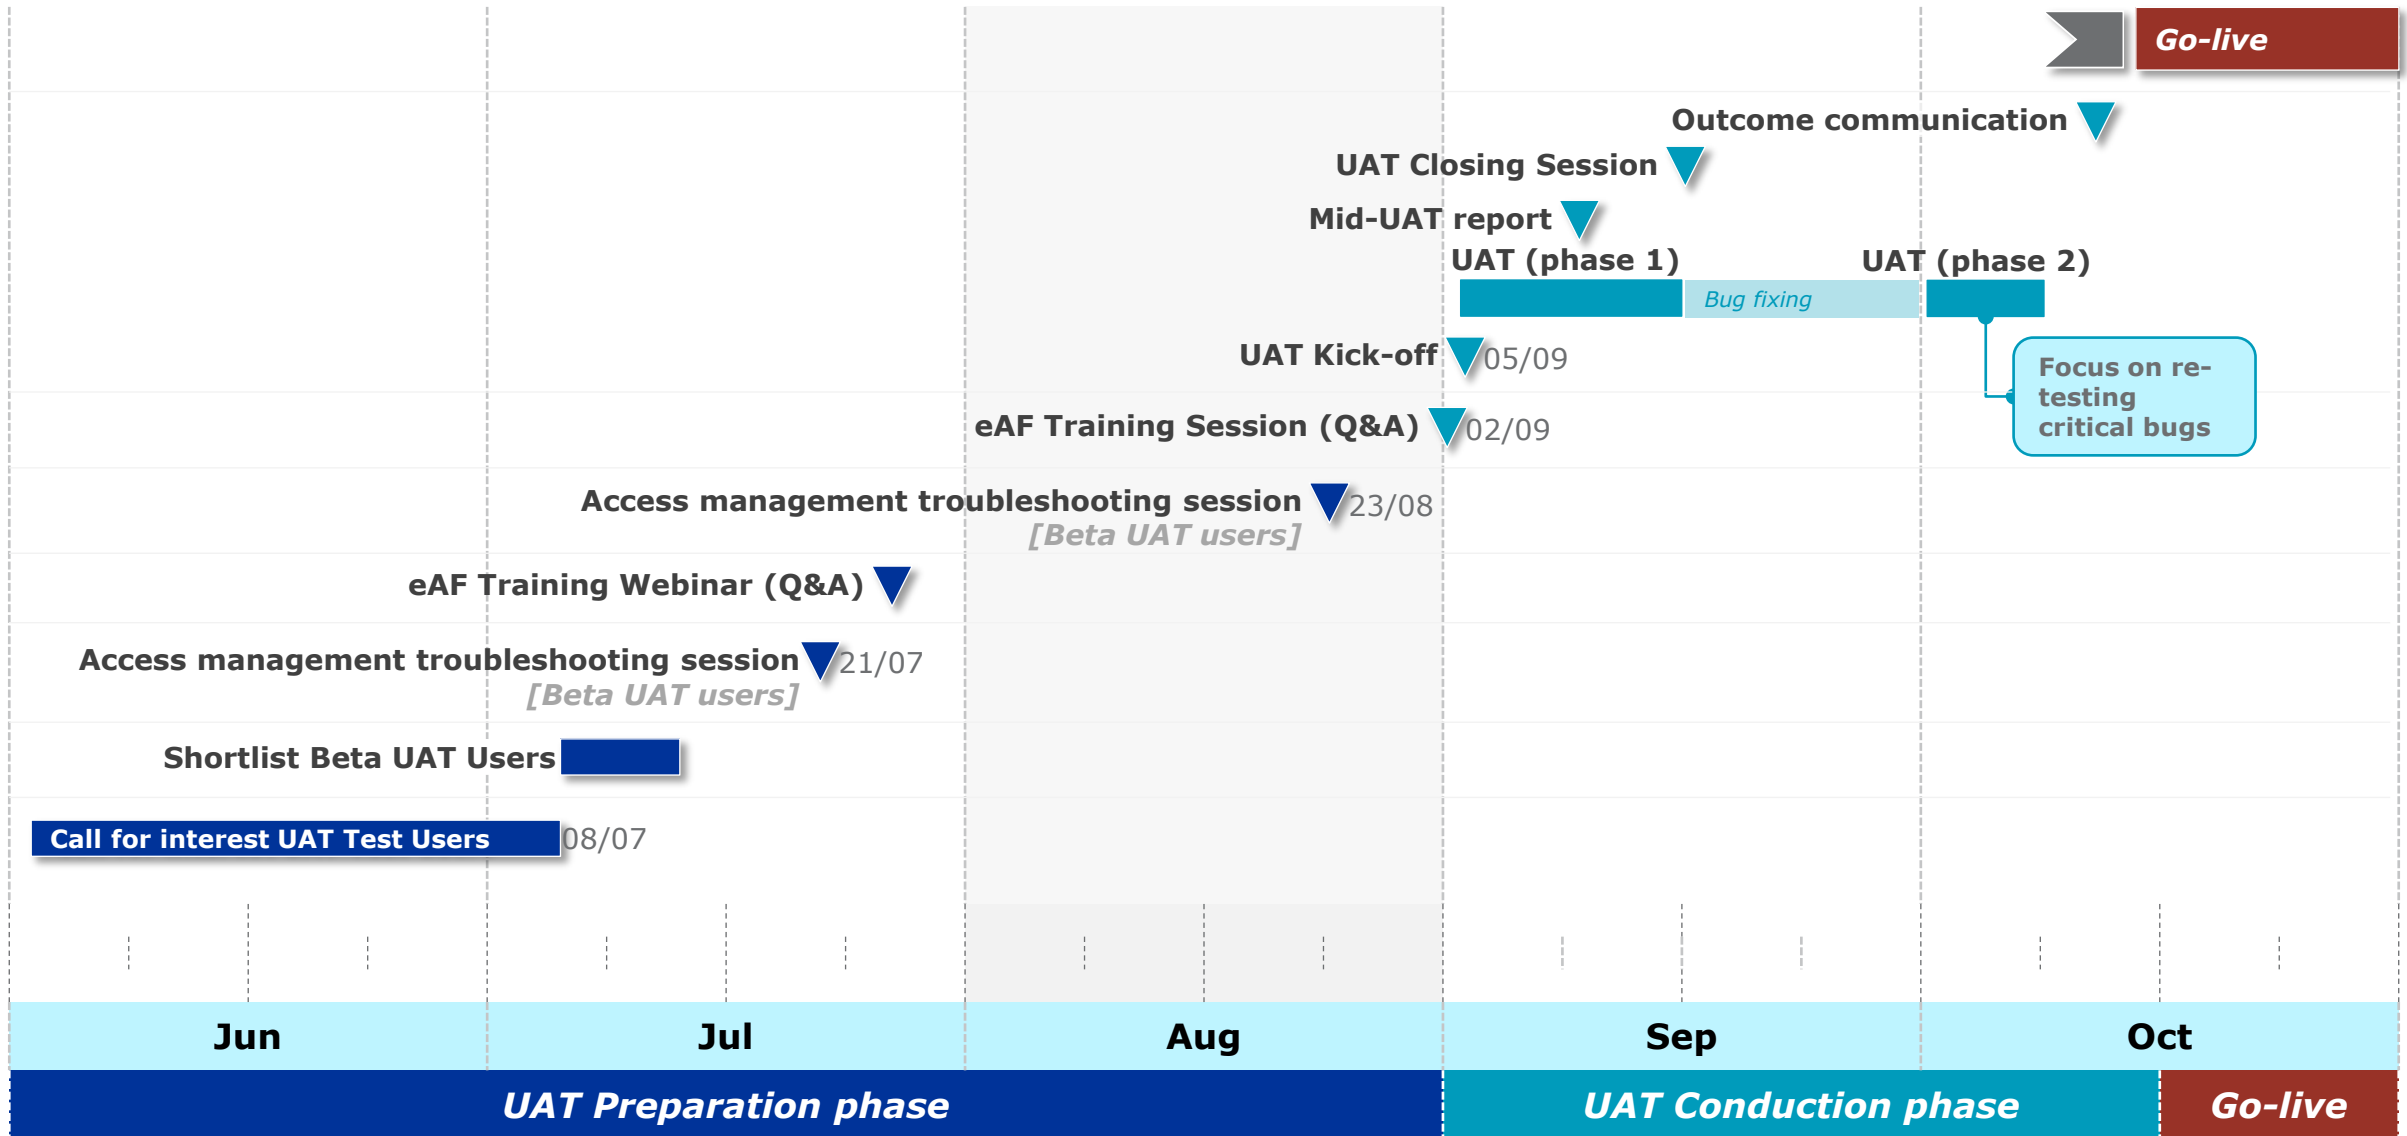 Go-live
Outcome communication
UAT Closing Session
Mid-UAT report
UAT (phase 1)
UAT (phase 2)
Bug fixing
UAT Kick-off
05/09
Focus on re-
testing
critical bugs
eAF Training Session (Q&A)
02/09
Access management troubleshooting session
23/08
[Beta UAT users]
eAF Training Webinar (Q&A)
Access management troubleshooting session
21/07
[Beta UAT users]
Shortlist Beta UAT Users
Call for interest UAT Test Users
08/07
Jun
Jul
Aug
Sep
Oct
UAT Preparation phase
UAT Conduction phase
Go-live